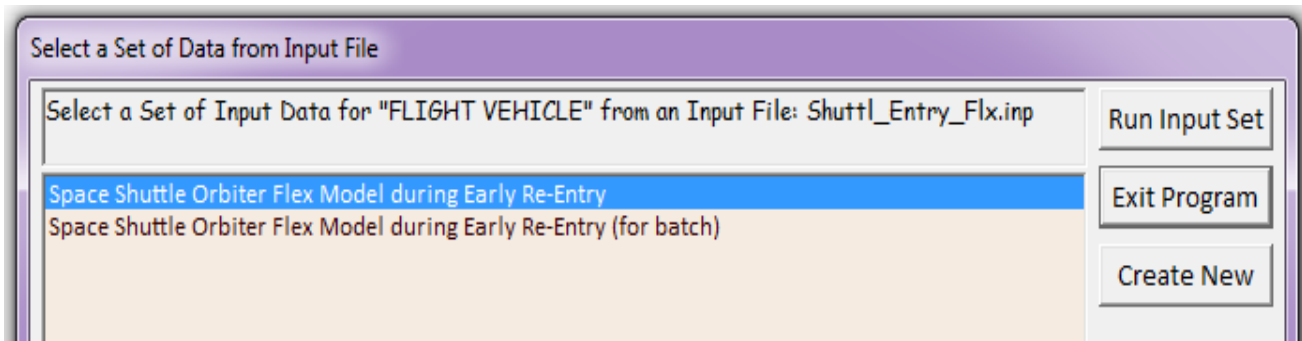 Select a Set of Data from Input File
Select a Set of Input Data for "FLIGHT VEHICLE" from an Input File: Shuttl_Entry_Flx.inp
Run Input Set
Space Shuttle Orbiter Flex Model during Early Re-Entry
Exit Program
Space Shuttle Orbiter Flex Model during Early Re-Entry (for batch)
Create New